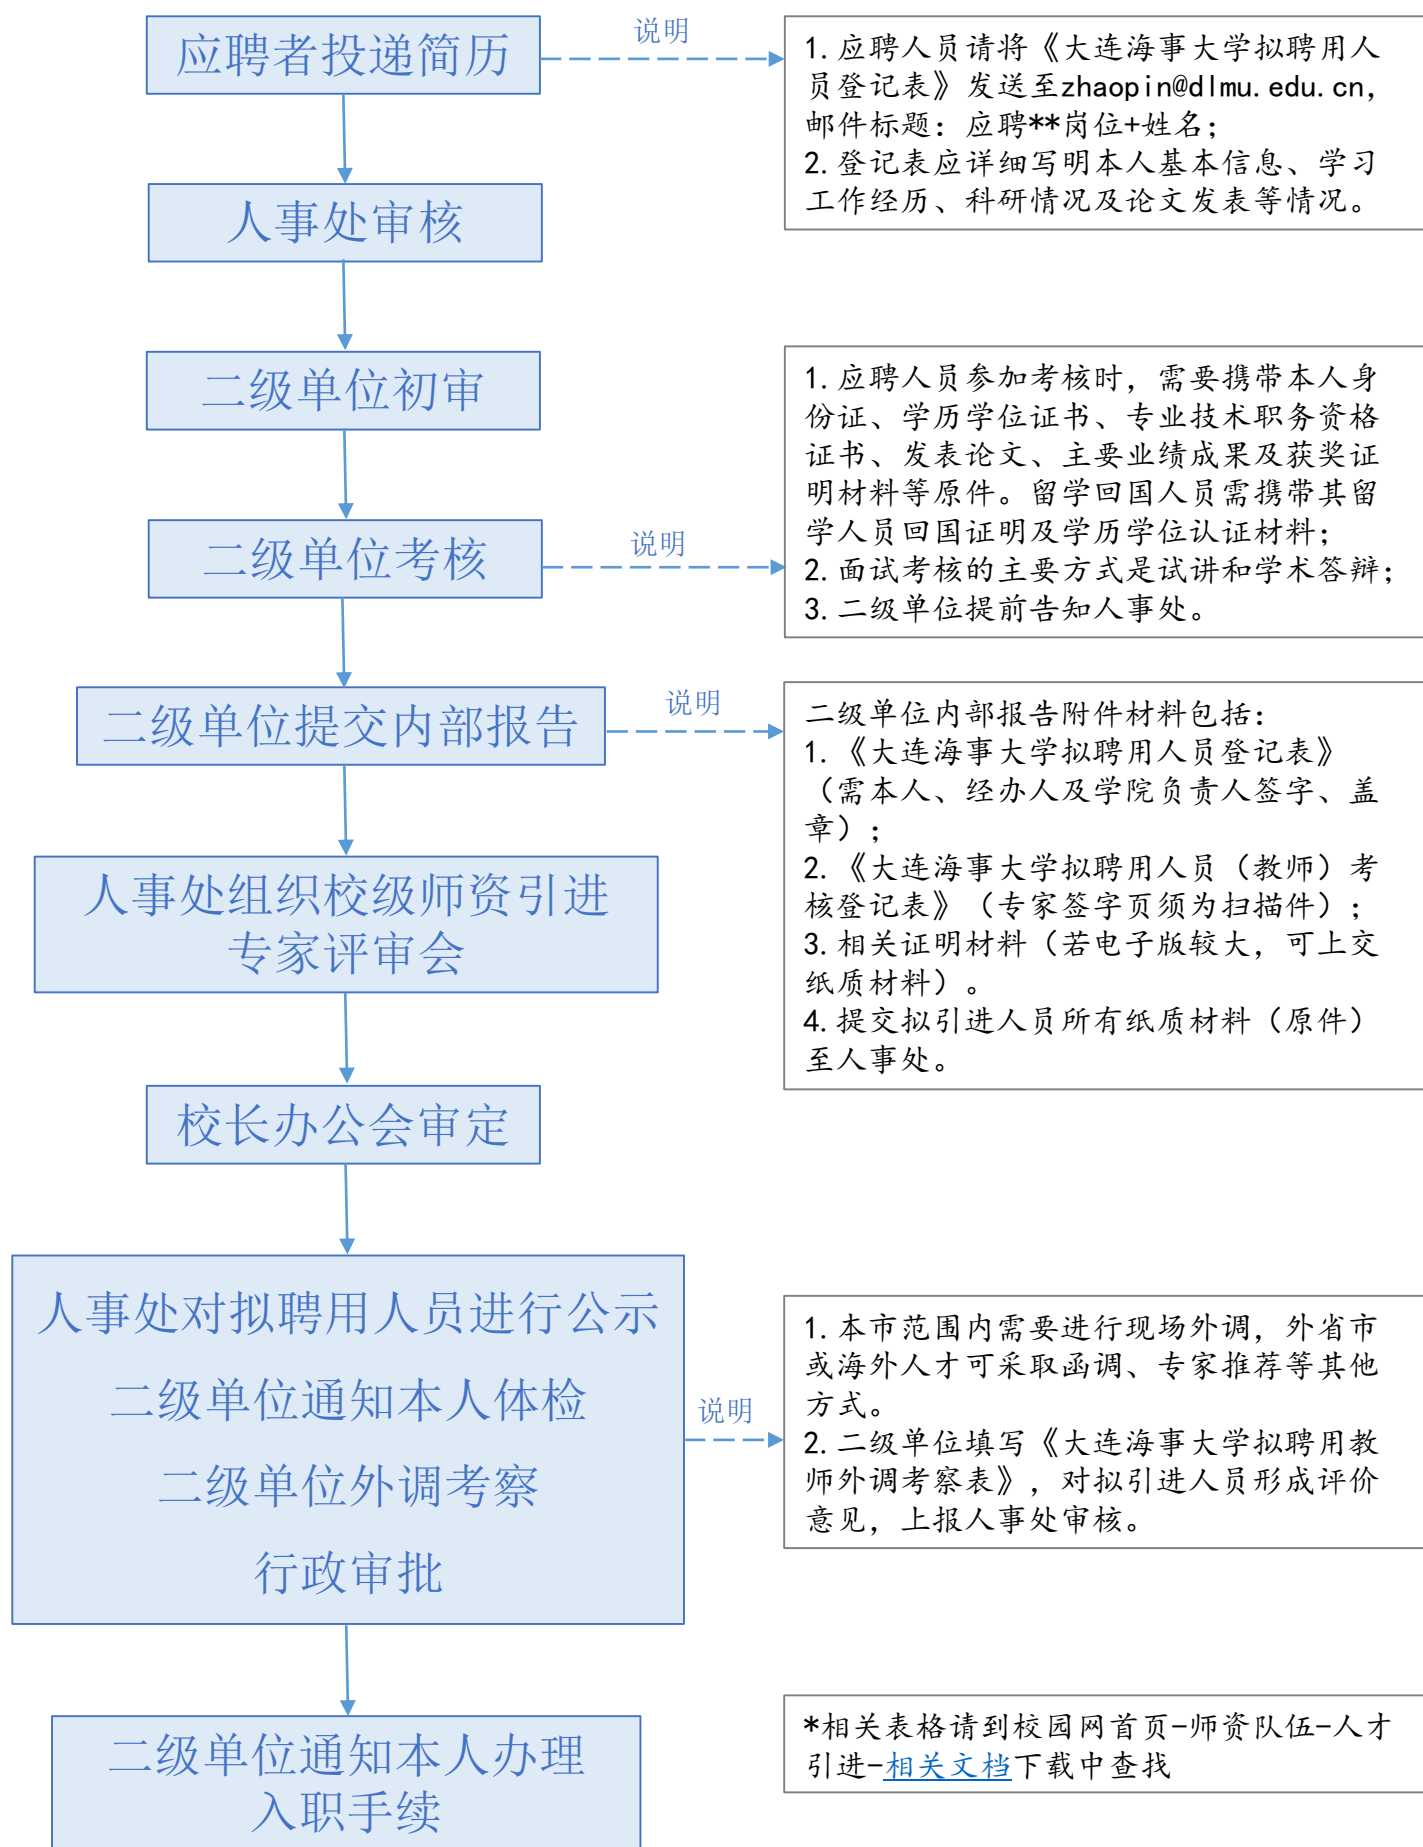 应聘者投递简历
说明
1.应聘人员请将《大连海事大学拟聘用人
员登记表》发送至zhaopin@dlmu.edu.cn，
邮件标题：应聘**岗位+姓名；
2.登记表应详细写明本人基本信息、学习
工作经历、科研情况及论文发表等情况。
人事处审核
二级单位初审
二级单位考核
说明
1.应聘人员参加考核时，需要携带本人身
份证、学历学位证书、专业技术职务资格
证书、发表论文、主要业绩成果及获奖证
明材料等原件。留学回国人员需携带其留
学人员回国证明及学历学位认证材料；
2.面试考核的主要方式是试讲和学术答辩；
3.二级单位提前告知人事处。
二级单位提交内部报告
说明
二级单位内部报告附件材料包括：
1.《大连海事大学拟聘用人员登记表》
（需本人、经办人及学院负责人签字、盖
章）；
2.《大连海事大学拟聘用人员（教师）考
核登记表》（专家签字页须为扫描件）；
3.相关证明材料（若电子版较大，可上交
纸质材料）。
4.提交拟引进人员所有纸质材料（原件）
至人事处。
人事处组织校级师资引进
专家评审会
校长办公会审定
人事处对拟聘用人员进行公示
二级单位通知本人体检
二级单位外调考察
行政审批
说明
1.本市范围内需要进行现场外调，外省市
或海外人才可采取函调、专家推荐等其他
方式。
2.二级单位填写《大连海事大学拟聘用教
师外调考察表》，对拟引进人员形成评价
意见，上报人事处审核。
二级单位通知本人办理
入职手续
*相关表格请到校园网首页-师资队伍-人才
引进-相关文档下载中查找